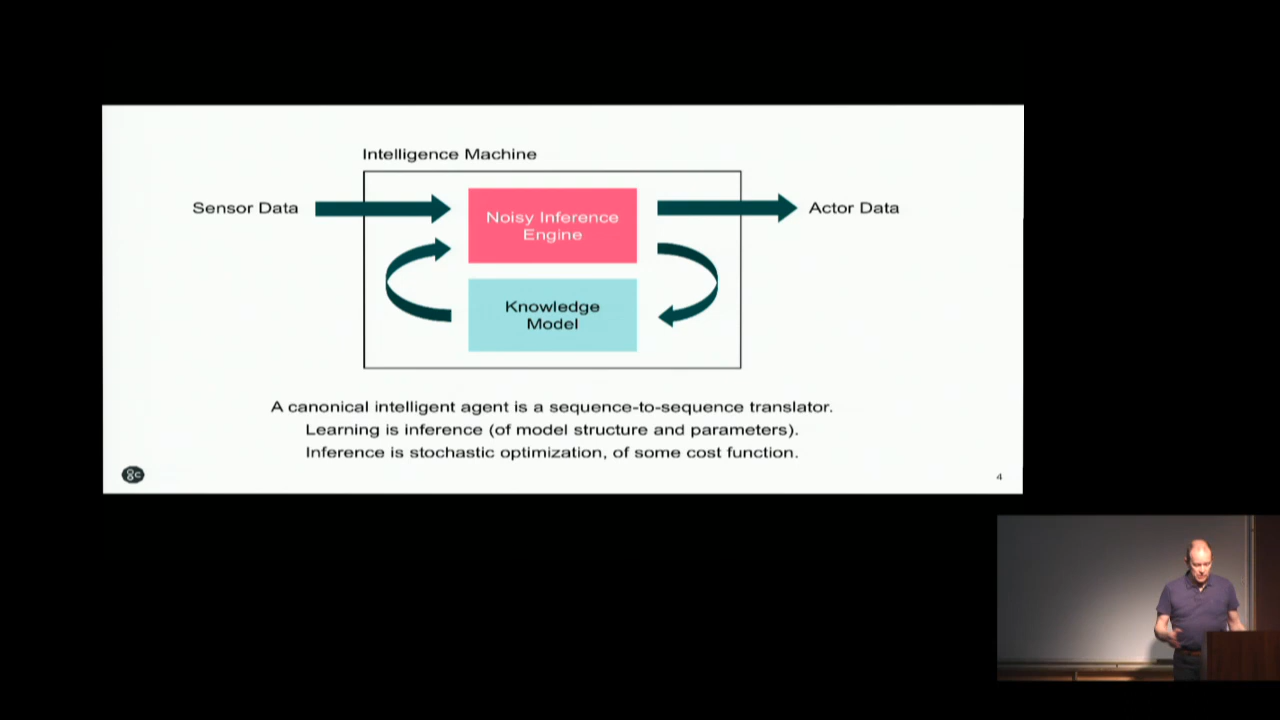 Intelligence Machine
Sensor Data
Noisy Inference
Engine
Actor Data
Knowledge
Model
A canonical intelligent agent is a sequence-to-sequence translator.
Learning is inference (of model structure and parameters).
Inference is stochastic optimization, of some cost function.
gc
4